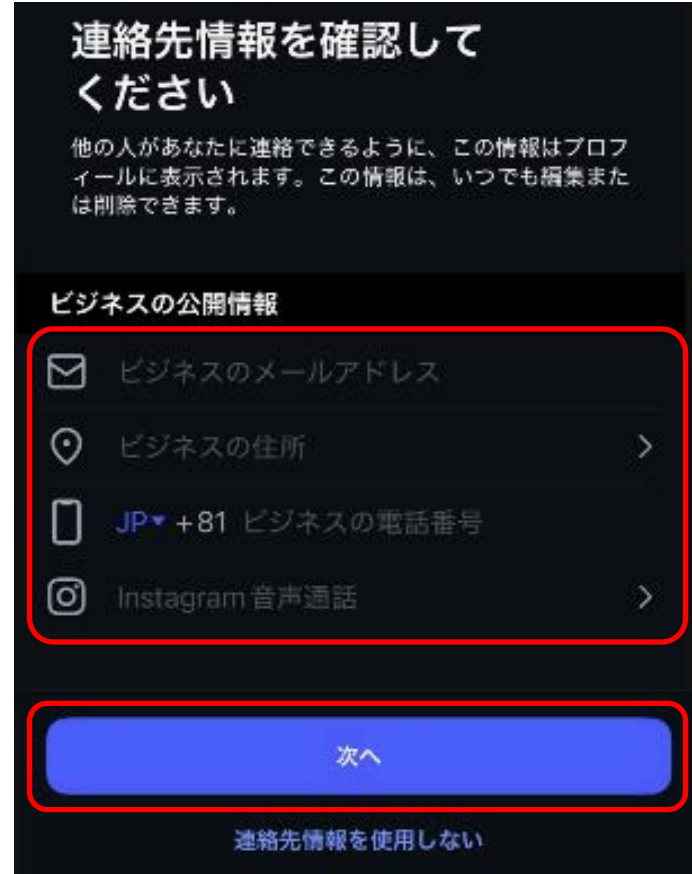 連絡先情報を確認して
ください
他の人があなたに連絡できるように、この情報はプロフ
ィールに表示されます。この情報は、いつでも編集また
は削除できます。
ビジネスの公開情報
ビジネスのメールアドレス
ビジネスの住所
JP +81 ビジネスの電話番号
Instagram音声通話
次へ
連絡先情報を使用しない